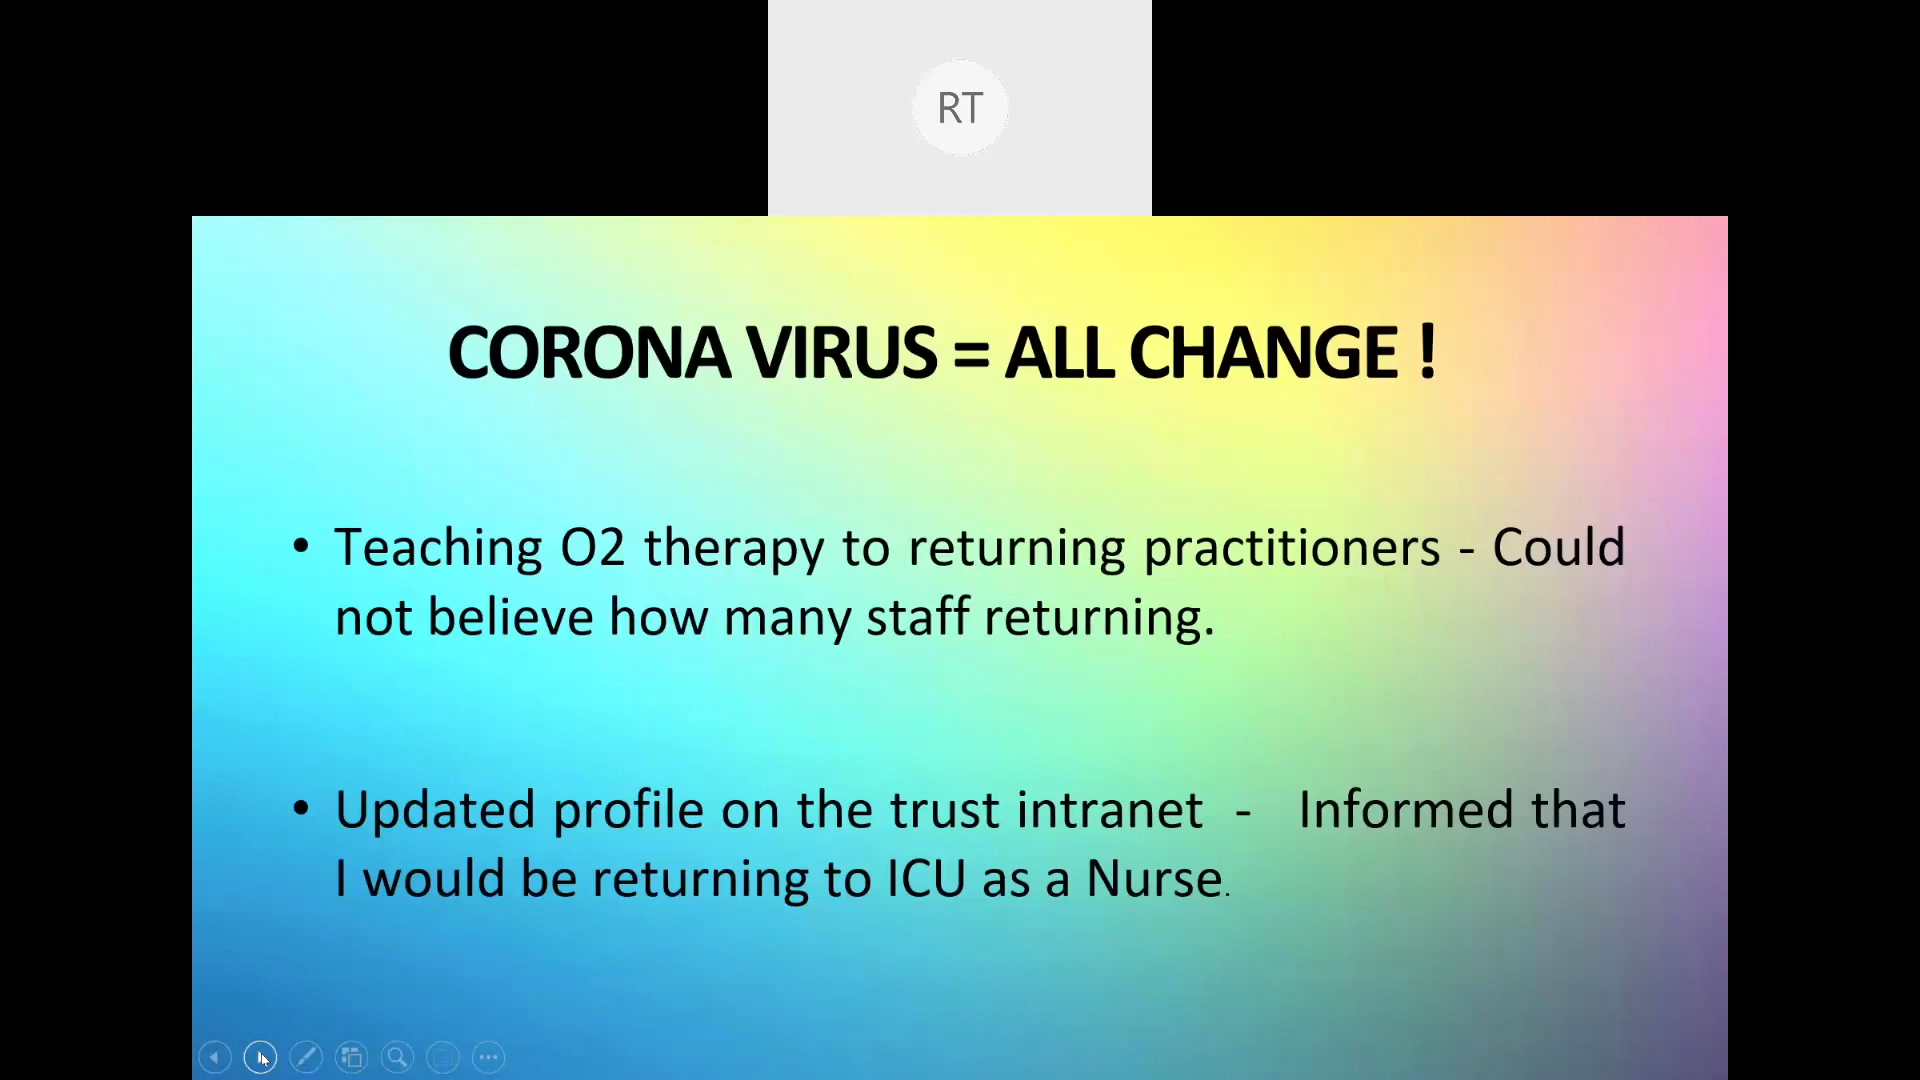 RT
CORONA VIRUS = ALL CHANGE !
• Teaching O2 therapy to returning practitioners - Could
not believe how many staff returning.
• Updated profile on the trust intranet - Informed that
I would be returning to ICU as a Nurse.